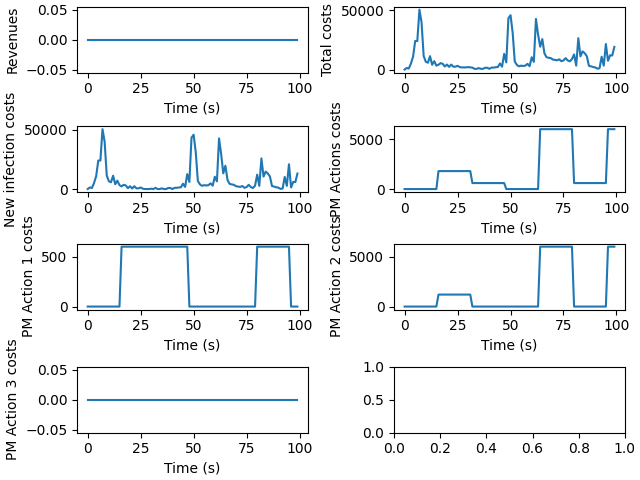 Revenues
0.05
0.00
−0.05
0 25 50 75 100
Time (s)
Total costs
50000
0
0 25 50 75 100
Time (s)
New infection costs
50000
0
0 25 50 75 100
Time (s)
PM Actions costs
5000
0
0 25 50 75 100
Time (s)
PM Action 1 costs
500
0
0 25 50 75 100
Time (s)
PM Action 2 costs
5000
0
0 25 50 75 100
Time (s)
PM Action 3 costs
0.05
0.00
−0.05
0 25 50 75 100
Time (s)
1.0
0.5
0.0
0.0 0.2 0.4 0.6 0.8 1.0